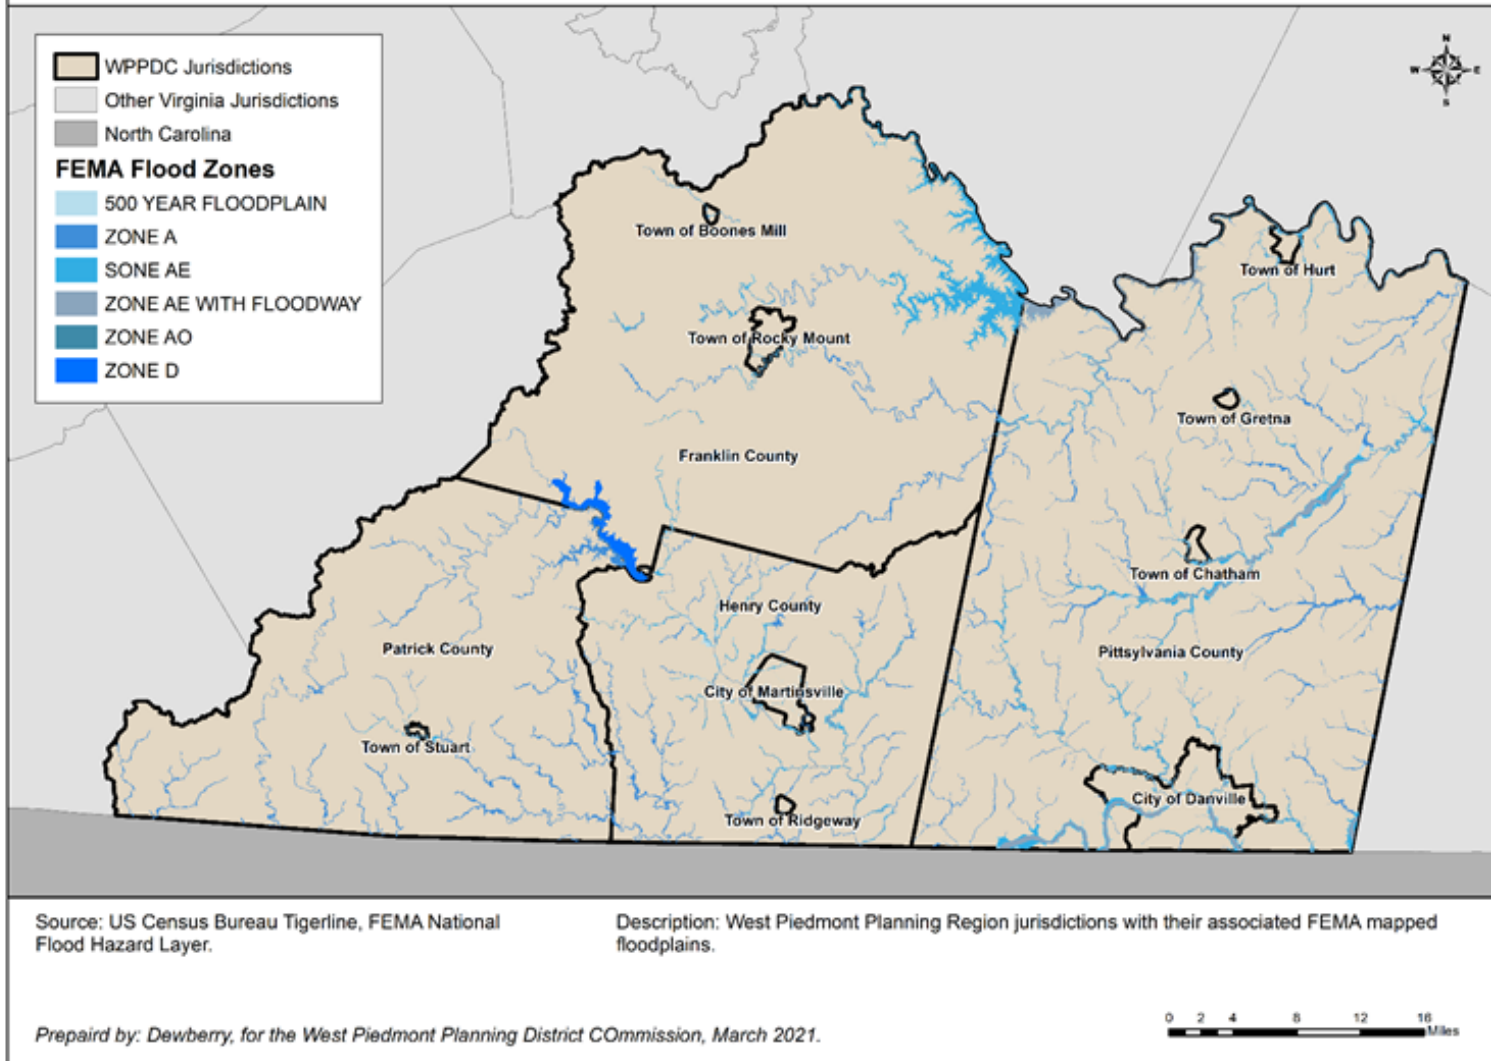 WPPDC Jurisdictions
Other Virginia Jurisdictions
North Carolina
FEMA Flood Zones
500 YEAR FLOODPLAIN
ZONE A
SONE AE
ZONE AE WITH FLOODWAY
ZONE AO
ZONE D
N
W E
S
Town of Boones Mill
Town of Hurt
Town of Rocky Mount
Town of Gretna
Franklin County
Town of Chatham
Henry County
Patrick County
Pittsylvania County
City of Martinsville
Town of Stuart
City of Danville
Town of Ridgeway
Source: US Census Bureau Tigerline, FEMA National
Flood Hazard Layer.
Description: West Piedmont Planning Region jurisdictions with their associated FEMA mapped
floodplains.
Prepaird by: Dewberry, for the West Piedmont Planning District COmmission, March 2021.
0 2 4 8 12 16
Miles